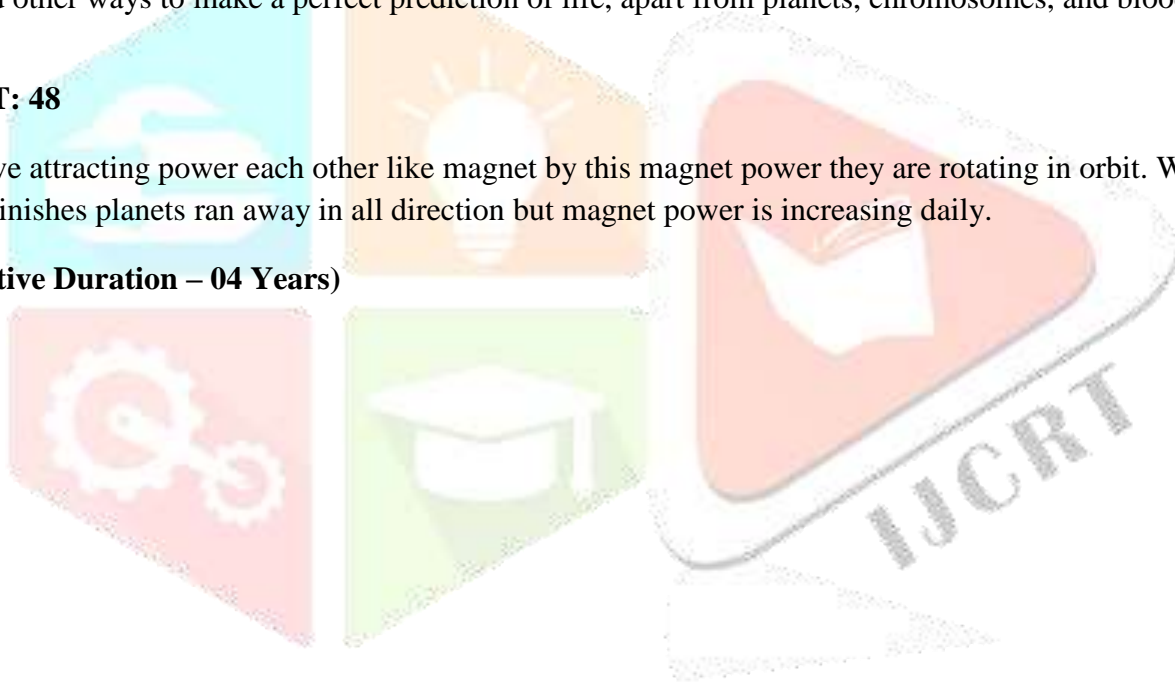 other ways to make a perfect prediction of life, apart from planets, chromosomes, and
T: 48
ve attracting power each other like magnet by this magnet power they are rotating in orbit. W
inishes planets ran away in all direction but magnet power is increasing daily.
tive Duration – 04 Years)
IJCRT